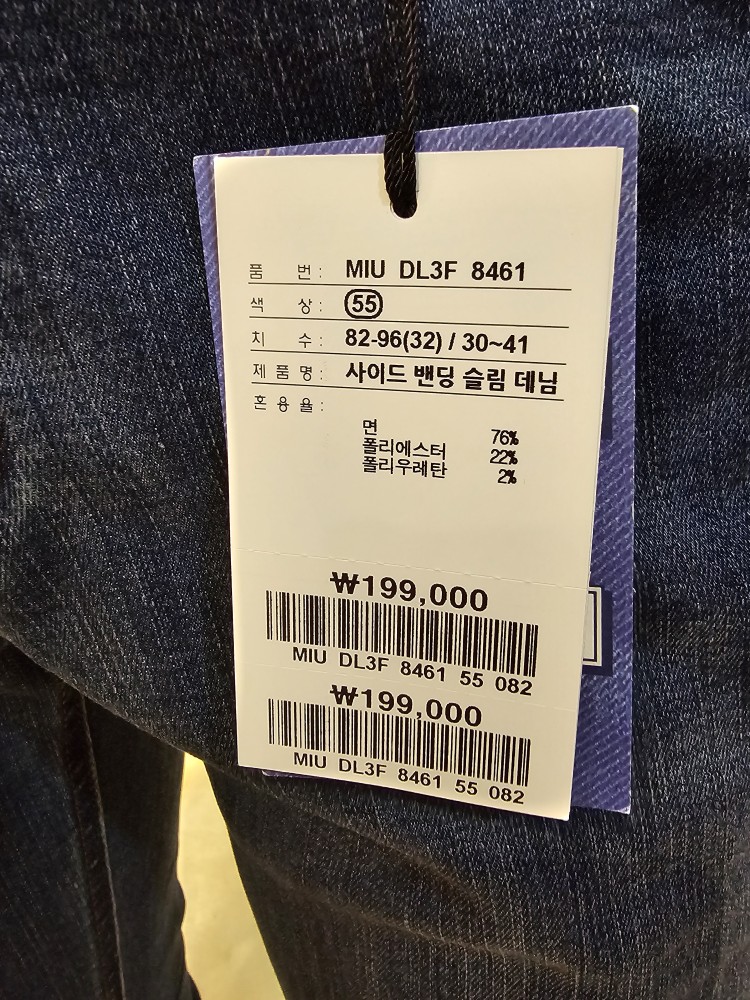 품 번 : MIU DL3F 8461
색 상 : 55
치 수 : 82-96(32) / 30~41
제 품 명 : 사이드 밴딩 슬림 데님
혼 용 율 :
면 76%
폴리에스터 22%
폴리우레탄 2%
₩199,000
MIU DL3F 8461 55 082
₩199,000
MIU DL3F 8461 55 082